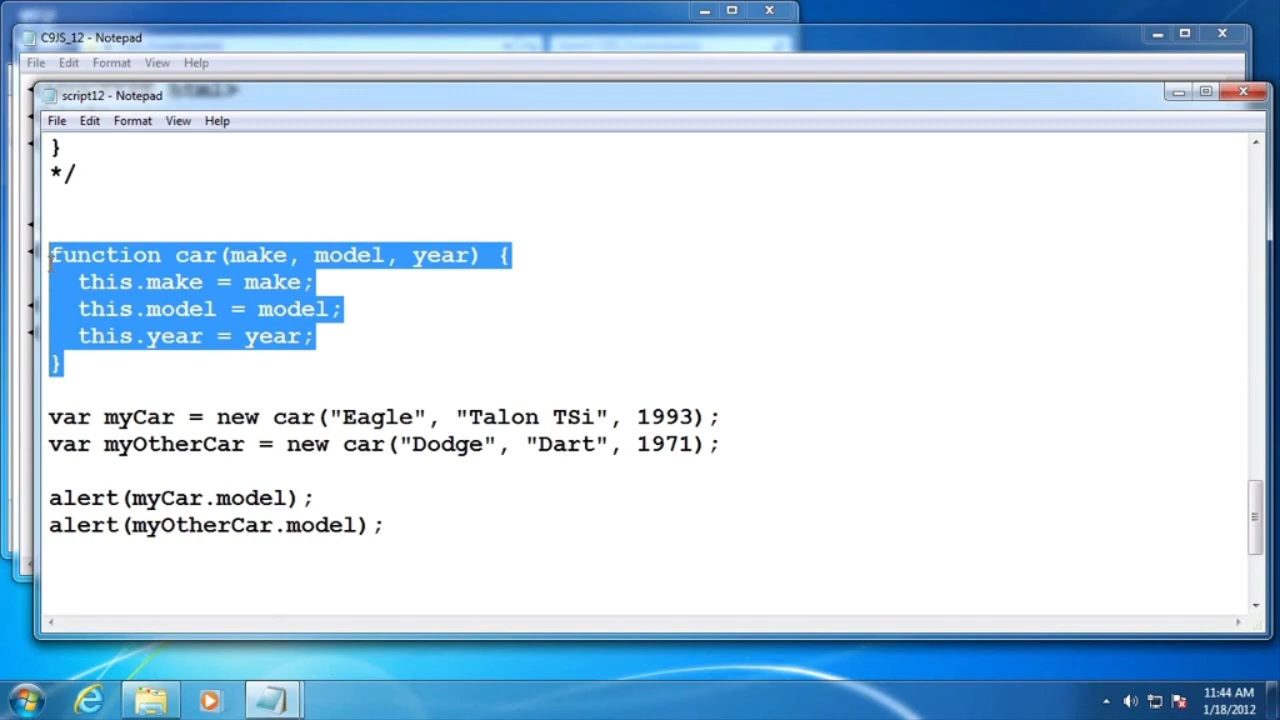 C9JS_12 - Notepad
File Edit Format View Help
html>
script12 - Notepad
File Edit Format View Help
}
*/
function car(make, model, year) {
this.make = make;
this.model = model;
this.year = year;
}
var myCar = new car("Eagle", "Talon TSi", 1993);
var myOtherCar = new car("Dodge", "Dart", 1971);
alert(myCar.model);
alert(myOtherCar.model);
11:44 AM
1/18/2012